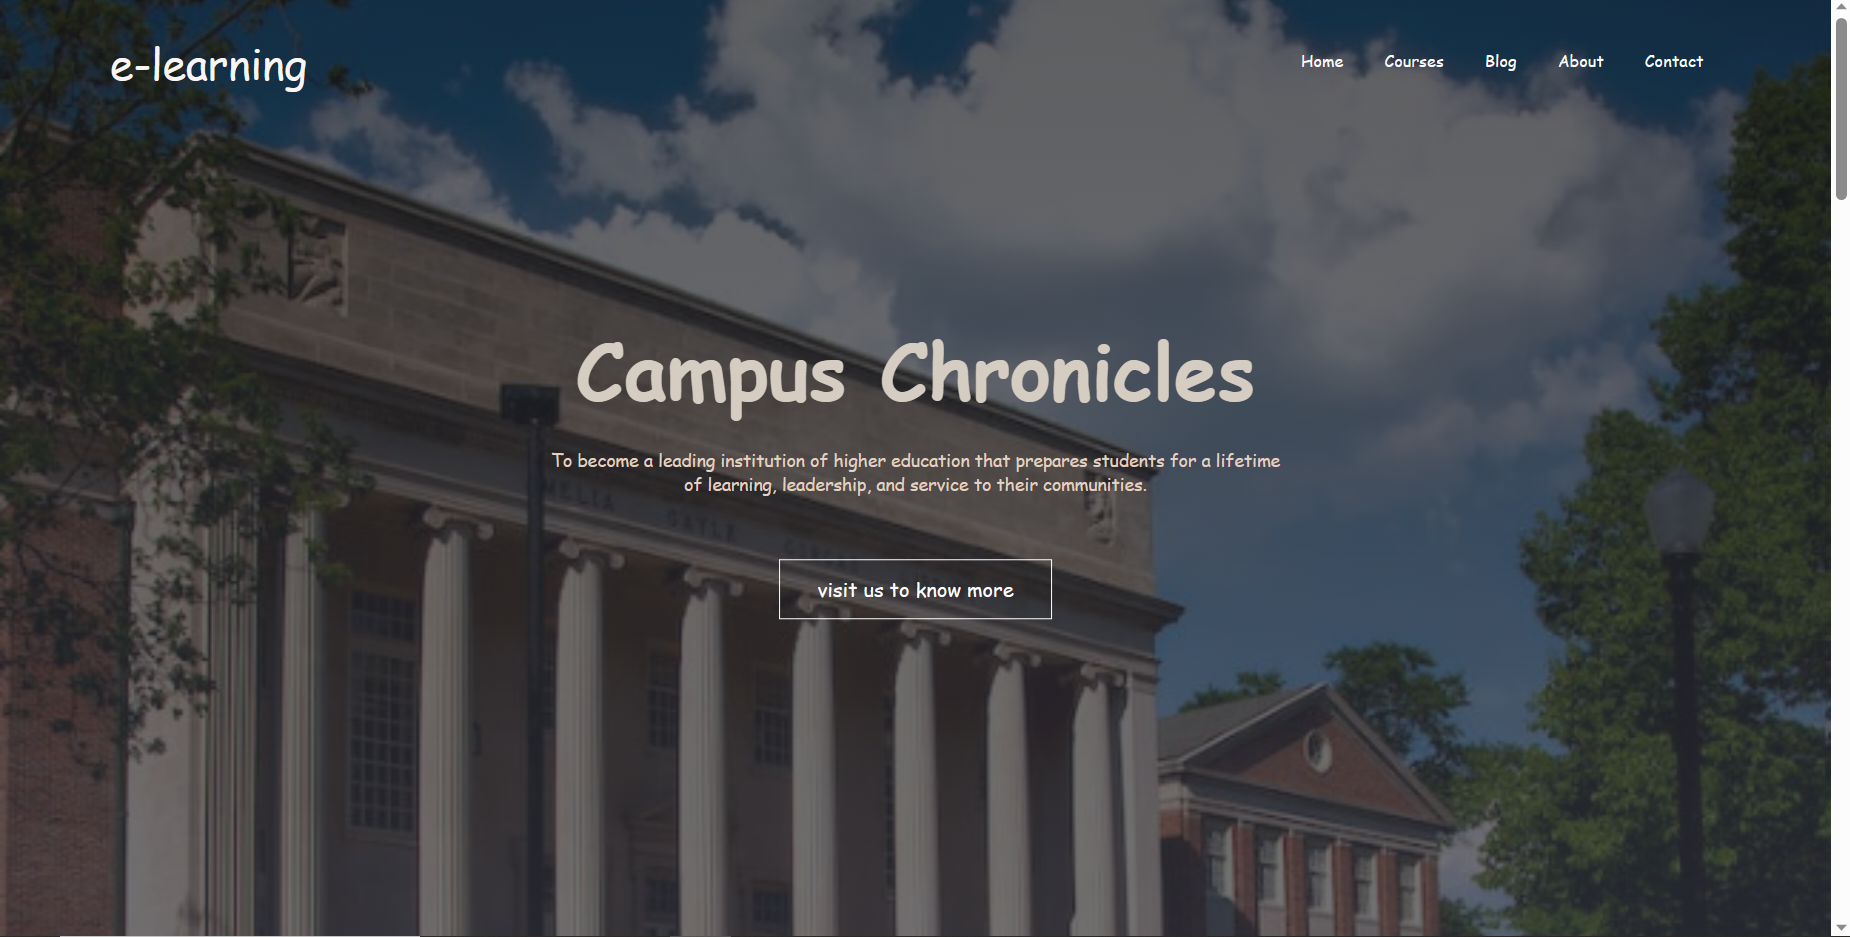 e-learning
Home Courses Blog About Contact
Campus Chronicles
To become a leading institution of higher education that prepares students for a lifetime
of learning, leadership, and service to their communities.
visit us to know more